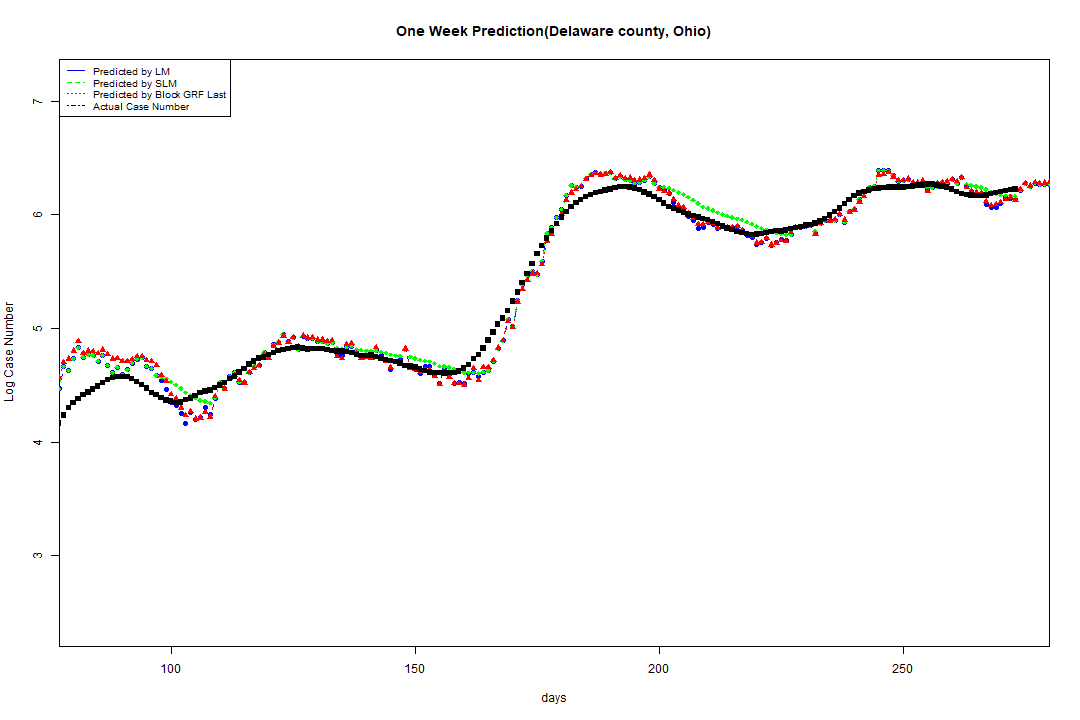 One Week Prediction(Delaware county, Ohio)
Predicted by LM
Predicted by SLM
Predicted by Block GRF Last
Actual Case Number
7
6
5
4
3
Log Case Number
100 150 200 250
days